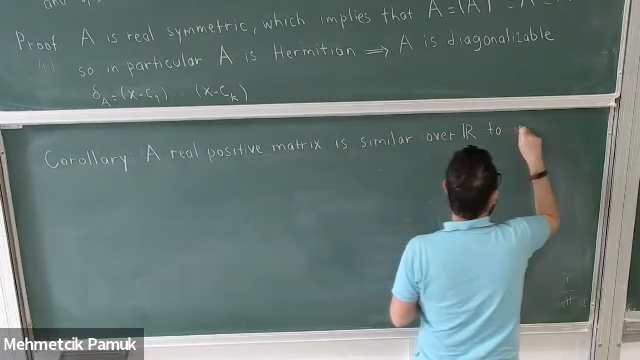 Proof A is real symmetric, which implies that A =
so in particular A is Hermitian ⟹ A is diagonalizable
δ_A = (x-c₁) ... (x-c_k)
Corollary. A real positive matrix is similar over ℝ to
Mehmetcik Pamuk